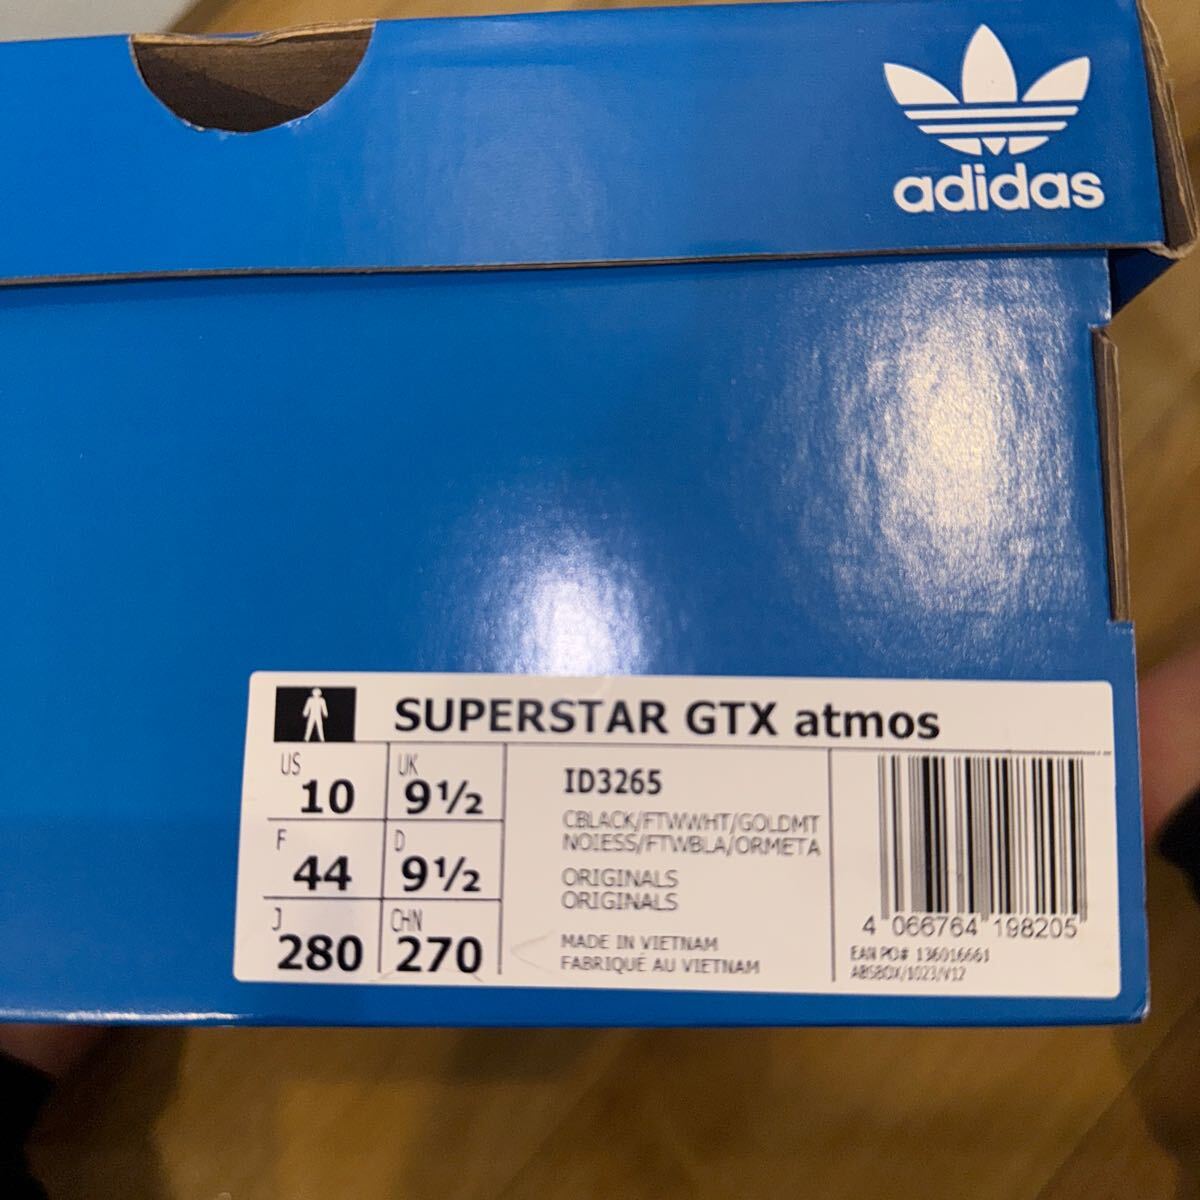 adidas
SUPERSTAR GTX atmos
US 10
UK 9½
F 44
D 9½
J 280
CHN 270
ID3265
CBLACK/FTWWHT/GOLDMT
NOIESS/FTWBLA/ORMETA
ORIGINALS
ORIGINALS
MADE IN VIETNAM
FABRIQUÉ AU VIETNAM
4 066764 198205
EAN PO# 136016661
ABSBOX/1023/V12